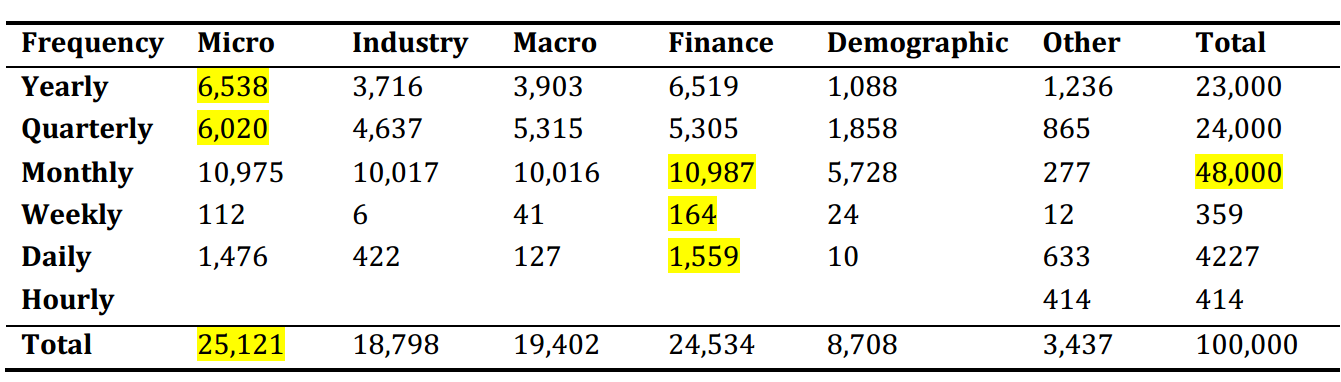 Frequency Micro Industry Macro Finance Demographic Other Total
Yearly 6,538 3,716 3,903 6,519 1,088 1,236 23,000
Quarterly 6,020 4,637 5,315 5,305 1,858 865 24,000
Monthly 10,975 10,017 10,016 10,987 5,728 277 48,000
Weekly 112 6 41 164 24 12 359
Daily 1,476 422 127 1,559 10 633 4227
Hourly 414 414
Total 25,121 18,798 19,402 24,534 8,708 3,437 100,000